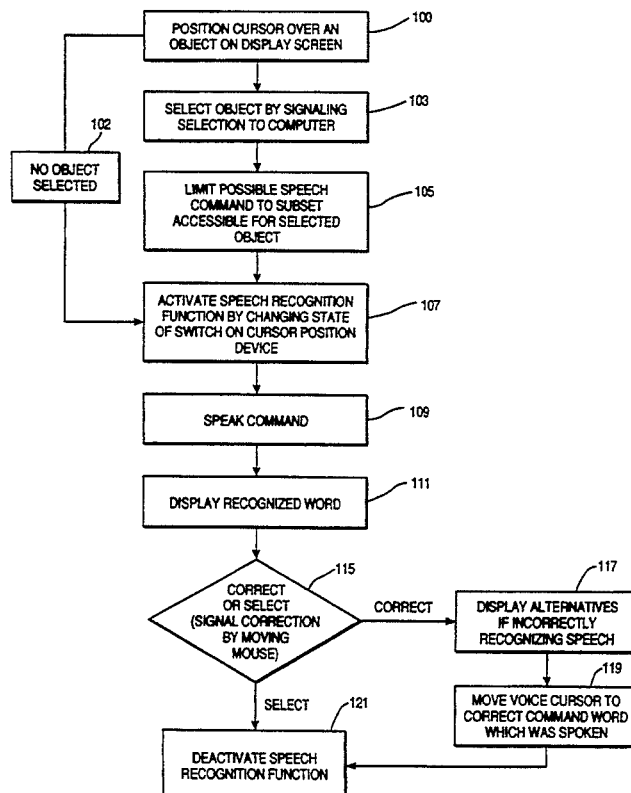 100
POSITION CURSOR OVER AN
OBJECT ON DISPLAY SCREEN
103
SELECT OBJECT BY SIGNALING
SELECTION TO COMPUTER
102
NO OBJECT
SELECTED
105
LIMIT POSSIBLE SPEECH
COMMAND TO SUBSET
ACCESSIBLE FOR SELECTED
OBJECT
107
ACTIVATE SPEECH RECOGNITION
FUNCTION BY CHANGING STATE
OF SWITCH ON CURSOR POSITION
DEVICE
109
SPEAK COMMAND
111
DISPLAY RECOGNIZED WORD
115
CORRECT
OR SELECT
(SIGNAL CORRECTION
BY MOVING
MOUSE)
CORRECT
117
DISPLAY ALTERNATIVES
IF INCORRECTLY
RECOGNIZING SPEECH
119
MOVE VOICE CURSOR TO
CORRECT COMMAND WORD
WHICH WAS SPOKEN
SELECT
121
DEACTIVATE SPEECH
RECOGNITION FUNCTION